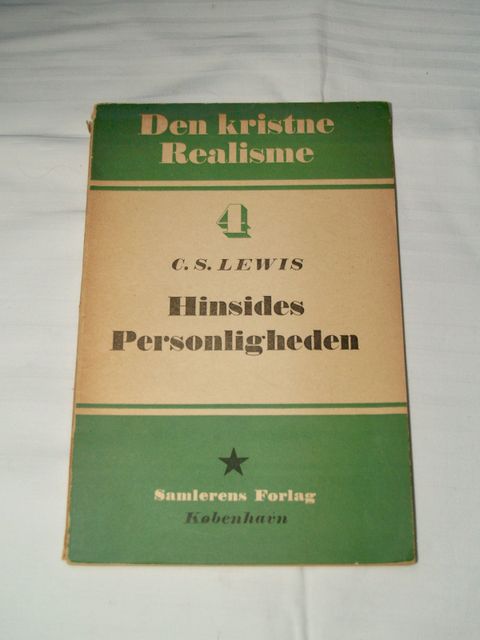 Den kristne
Realisme
4
C. S. LEWIS
Hinsides
Personligheden
Samlerens Forlag
København